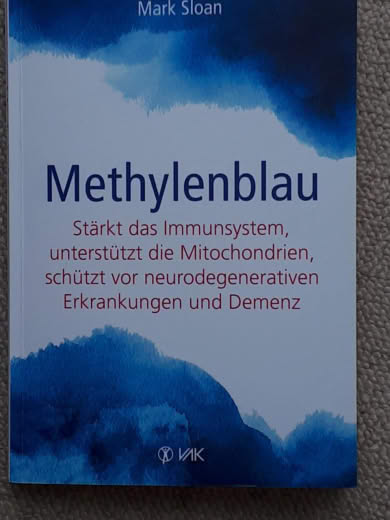 Mark Sloan
Methylenblau
Stärkt das Immunsystem,
unterstützt die Mitochondrien,
schützt vor neurodegenerativen
Erkrankungen und Demenz
VAK